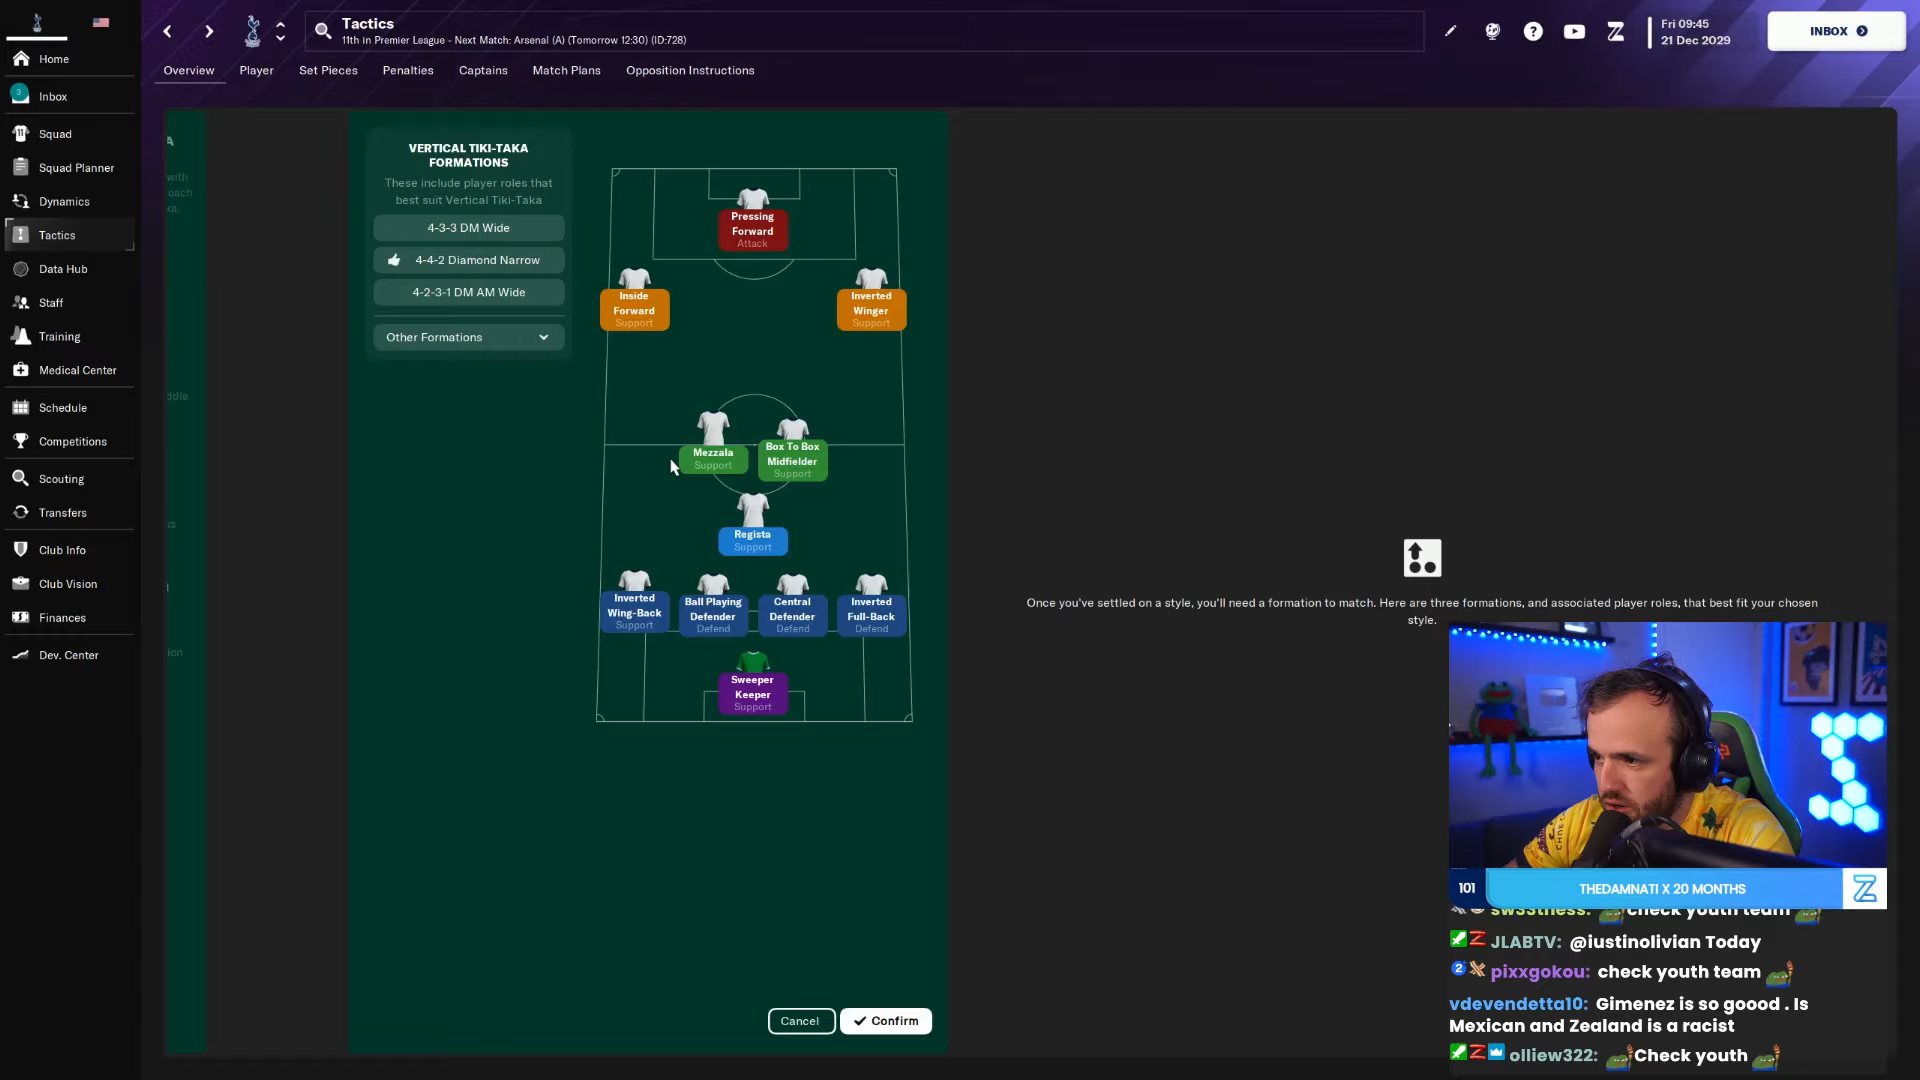 Tactics
11th in Premier League - Next Match: Arsenal (A) (Tomorrow 12:30) (ID:728)
Fri 09:45
21 Dec 2029
INBOX
Overview
Player
Set Pieces
Penalties
Captains
Match Plans
Opposition Instructions
Home
3
Inbox
Squad
Squad Planner
Dynamics
Tactics
Data Hub
Staff
Training
Medical Center
Schedule
Competitions
Scouting
Transfers
Club Info
Club Vision
Finances
Dev. Center
VERTICAL TIKI-TAKA
FORMATIONS
These include player roles that
best suit Vertical Tiki-Taka
4-3-3 DM Wide
4-4-2 Diamond Narrow
4-2-3-1 DM AM Wide
Other Formations
Pressing
Forward
Attack
Inside
Forward
Support
Inverted
Winger
Support
Mezzala
Support
Box To Box
Midfielder
Support
Regista
Support
Inverted
Wing-Back
Support
Ball Playing
Defender
Defend
Central
Defender
Defend
Inverted
Full-Back
Defend
Sweeper
Keeper
Support
Cancel
Confirm
Once you've settled on a style, you'll need a formation to match. Here are three formations, and associated player roles, that best fit your chosen
style.
101
THEDAMNATI X 20 MONTHS
sw33tness: check youth team
JLABTV: @iustinolivian Today
pixxgokou: check youth team
vdevendetta10: Gimenez is so goood . Is
Mexican and Zealand is a racist
olliew322: Check youth